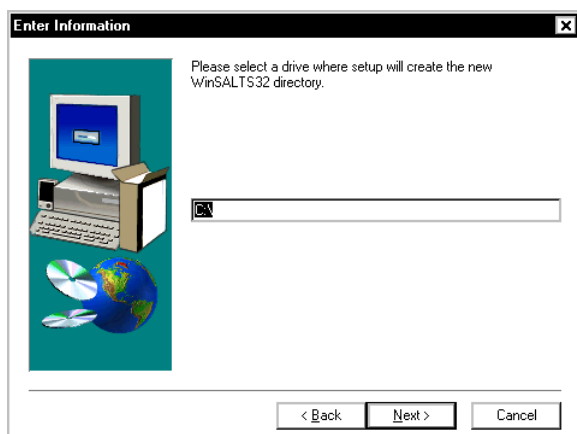 Enter Information
Please select a drive where setup will create the new
WinSALTS32 directory.
C:\
< Back
Next >
Cancel